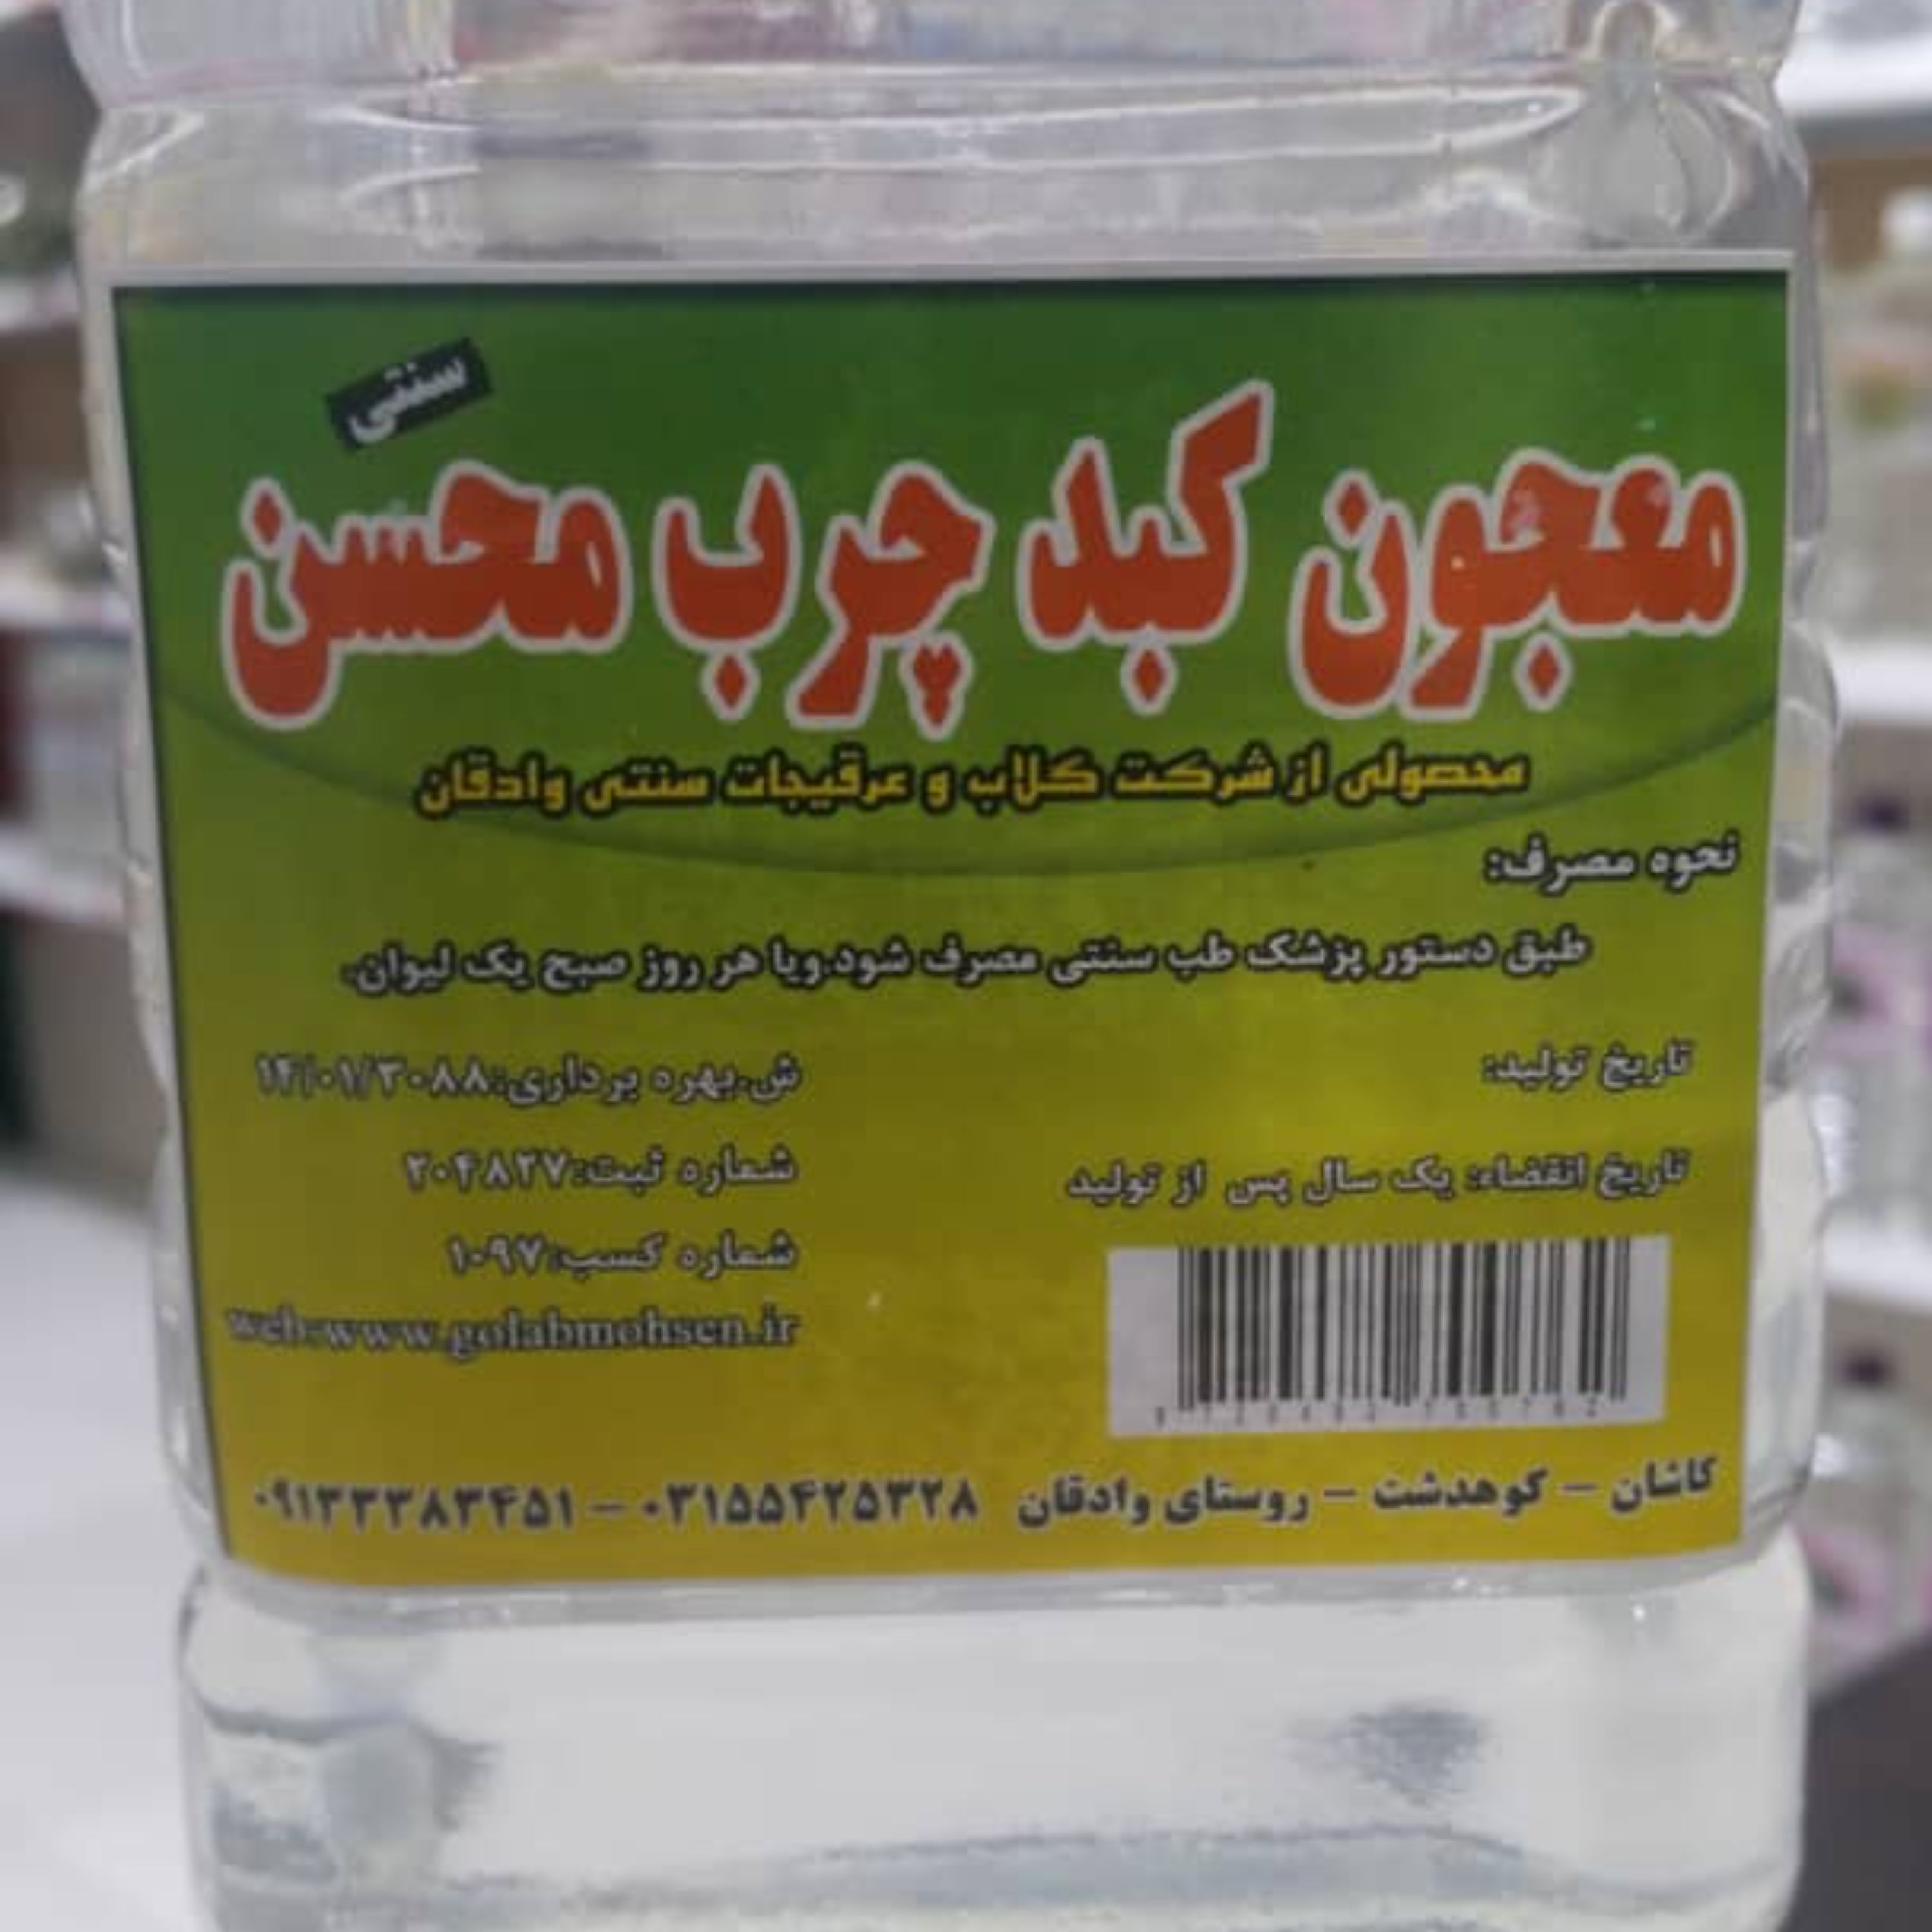 سنتی
معجون کبد چرب محسن
محصولی از شرکت گلاب و عرقیجات سنتی وادقان
نحوه مصرف:
طبق دستور پزشک طب سنتی مصرف شود.ویا هر روز صبح یک لیوان.
تاریخ تولید:
ش.بهره برداری:۱۴/۰۱/۳۰۸۸
تاریخ انقضاء: یک سال پس از تولید
شماره ثبت:۲۰۴۸۲۷
شماره کسب:۱۰۹۷
web:www.golabmohsen.ir
کاشان – کوهدشت – روستای وادقان ۰۳۱۵۵۴۲۵۳۲۸ – ۰۹۱۳۳۳۸۳۴۵۱